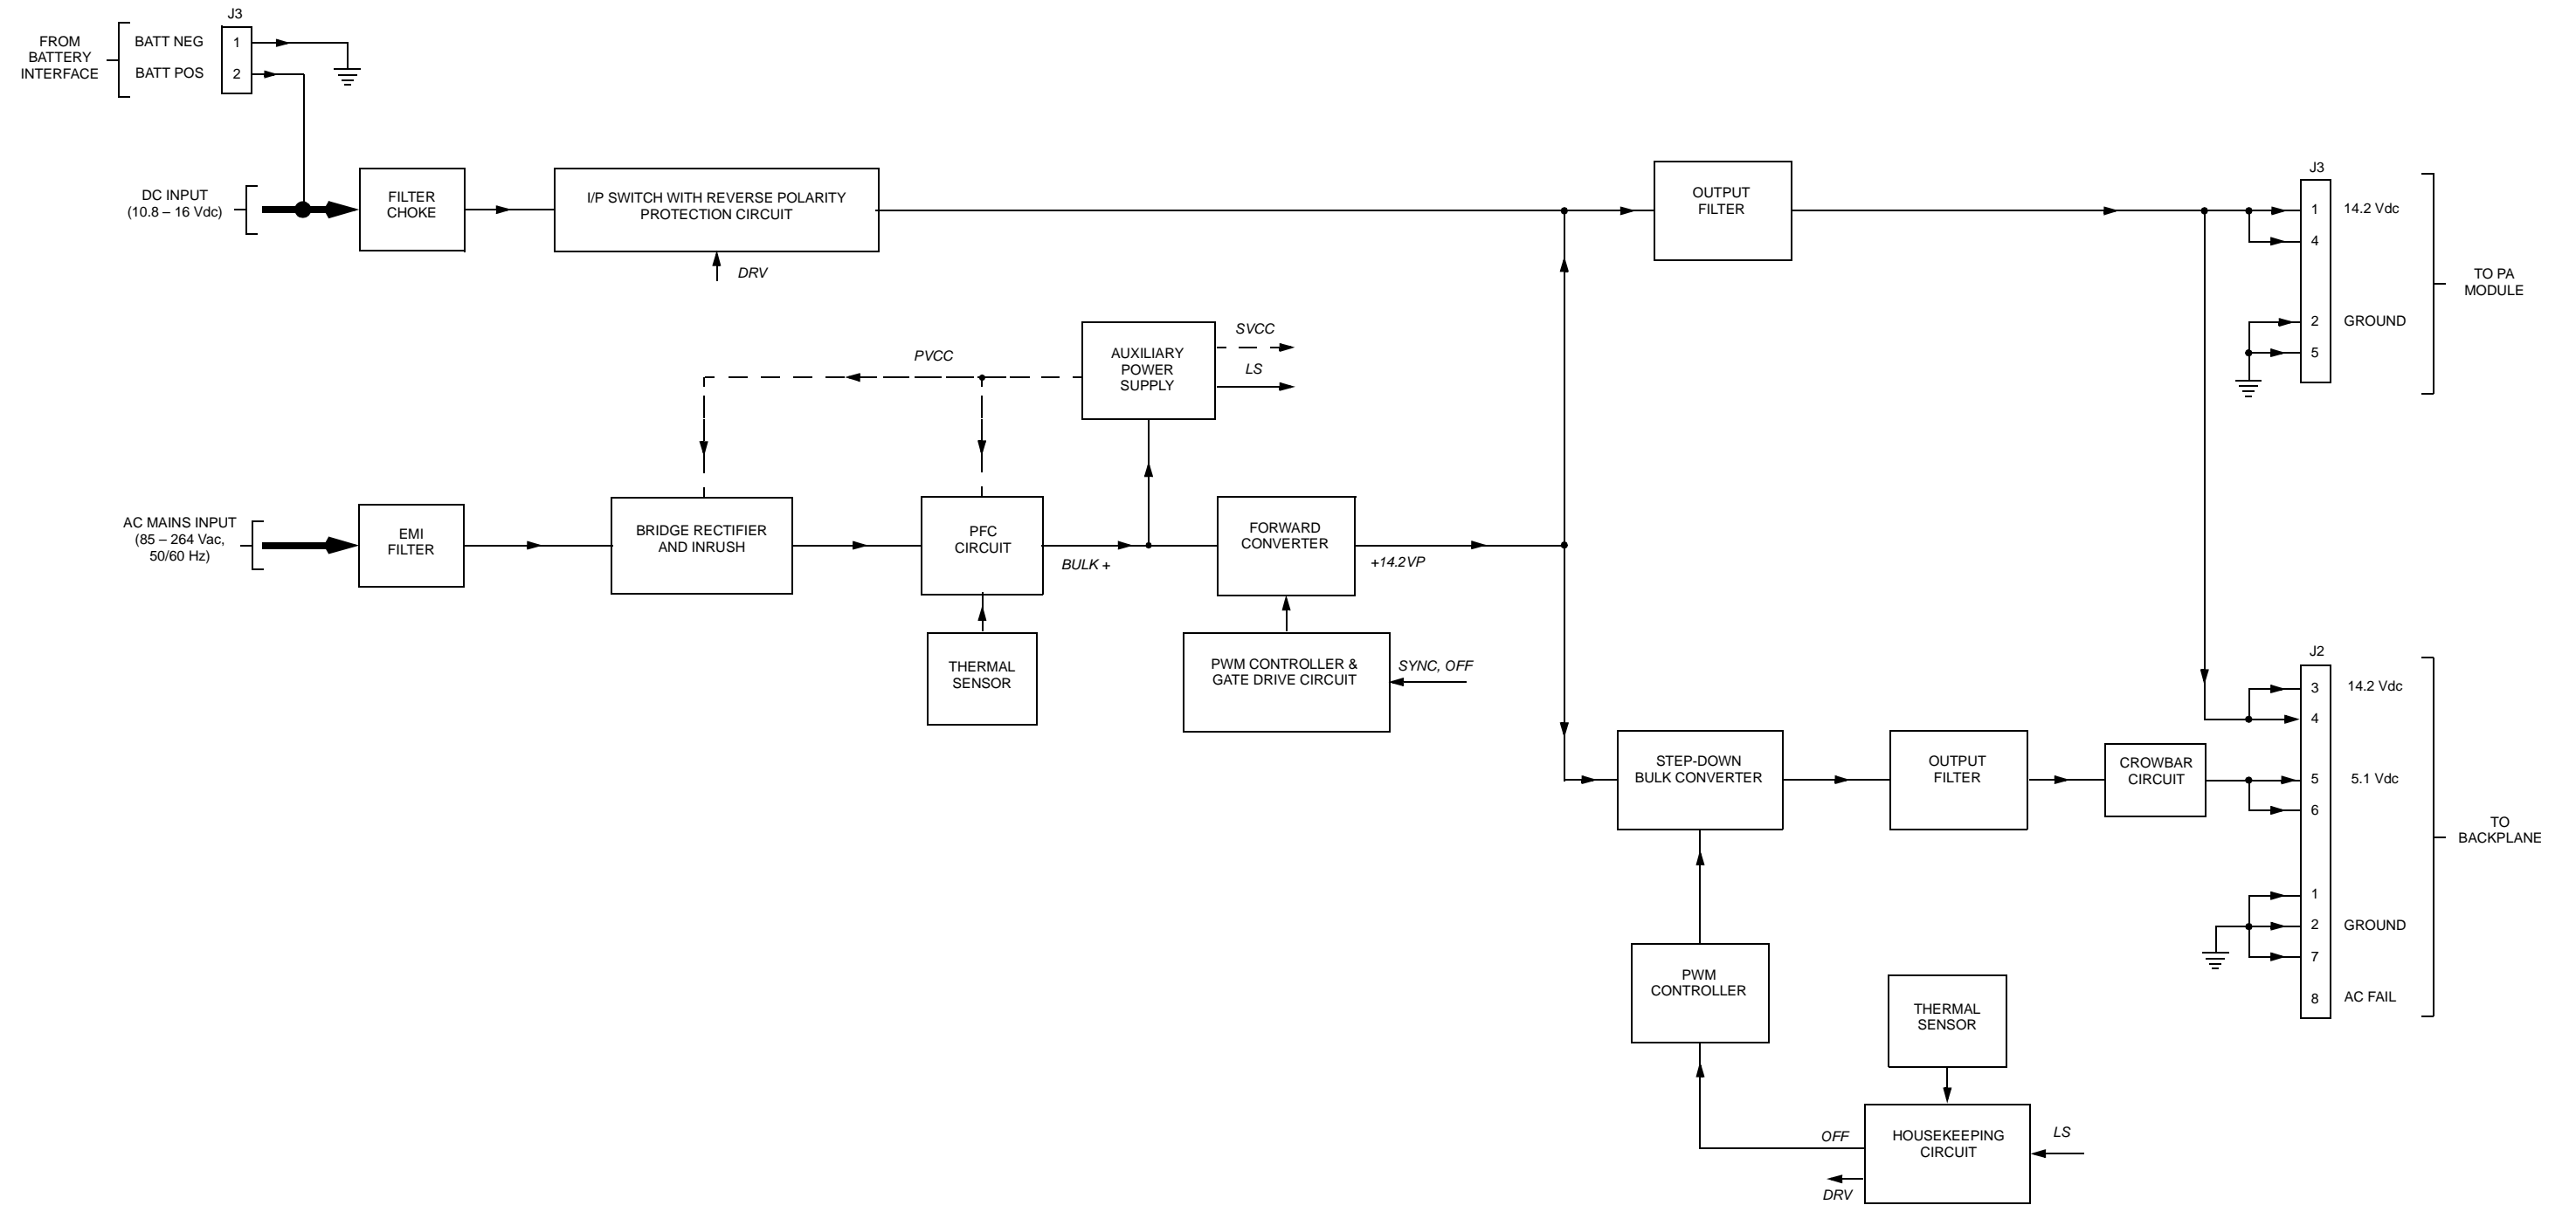 J3
FROM
BATTERY
INTERFACE
BATT NEG
1
BATT POS
2
DC INPUT
(10.8 – 16 Vdc)
FILTER
CHOKE
I/P SWITCH WITH REVERSE POLARITY
PROTECTION CIRCUIT
DRV
OUTPUT
FILTER
J3
1
14.2 Vdc
4
2
GROUND
5
TO PA
MODULE
PVCC
AUXILIARY
POWER
SUPPLY
SVCC
LS
AC MAINS INPUT
(85 – 264 Vac,
50/60 Hz)
EMI
FILTER
BRIDGE RECTIFIER
AND INRUSH
PFC
CIRCUIT
BULK +
FORWARD
CONVERTER
+14.2VP
THERMAL
SENSOR
PWM CONTROLLER &
GATE DRIVE CIRCUIT
SYNC, OFF
STEP-DOWN
BULK CONVERTER
OUTPUT
FILTER
CROWBAR
CIRCUIT
J2
3
14.2 Vdc
4
5
5.1 Vdc
6
1
2
GROUND
7
8
AC FAIL
TO
BACKPLANE
PWM
CONTROLLER
THERMAL
SENSOR
OFF
HOUSEKEEPING
CIRCUIT
LS
DRV